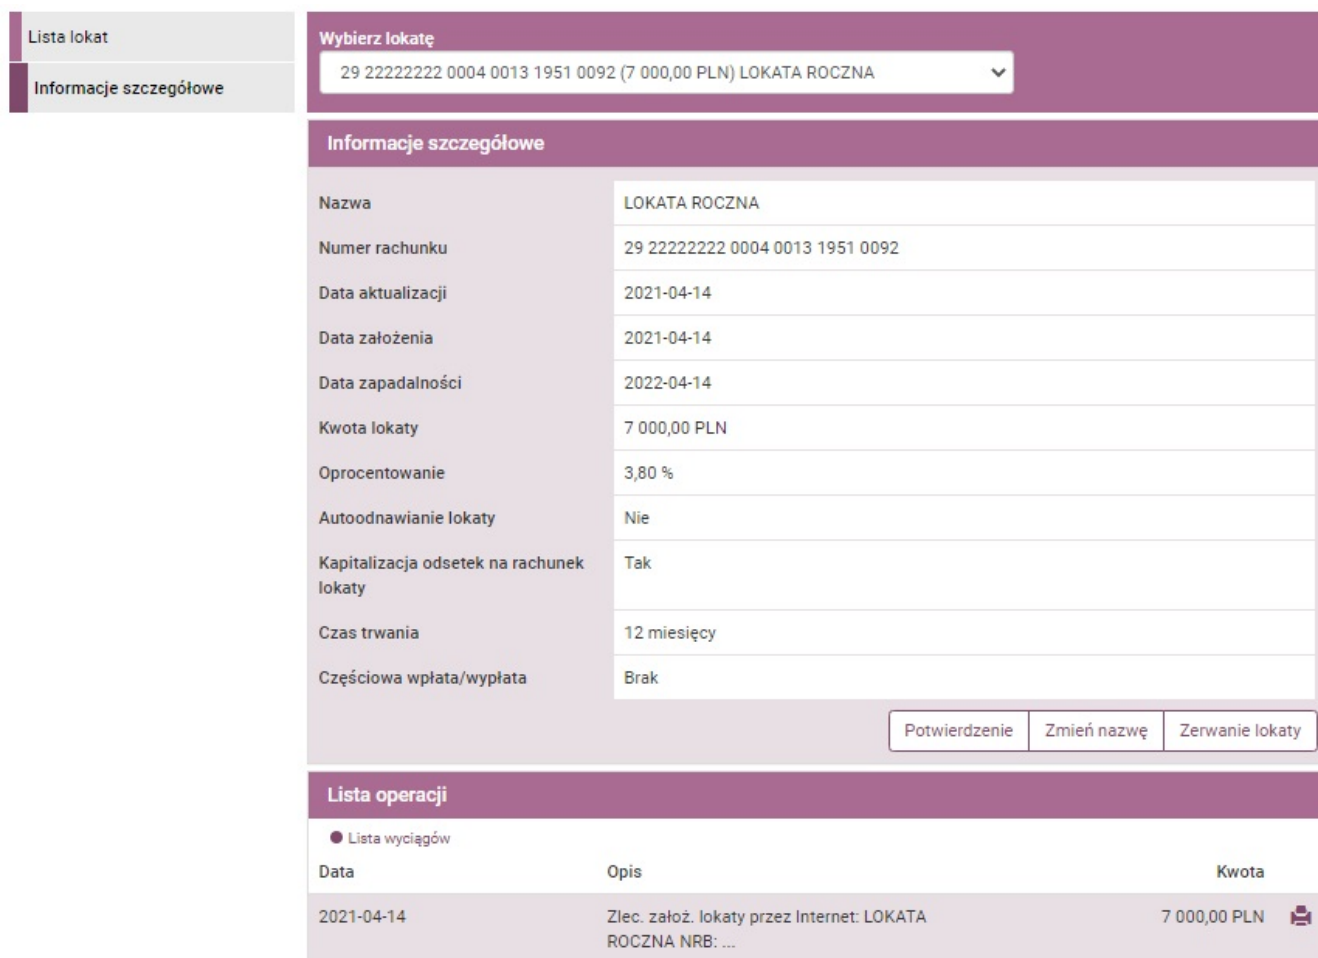 Lista lokat
Informacje szczegółowe
Wybierz lokatę
29 22222222 0004 0013 1951 0092 (7 000,00 PLN) LOKATA ROCZNA
Informacje szczegółowe
Nazwa LOKATA ROCZNA
Numer rachunku 29 22222222 0004 0013 1951 0092
Data aktualizacji 2021-04-14
Data założenia 2021-04-14
Data zapadalności 2022-04-14
Kwota lokaty 7 000,00 PLN
Oprocentowanie 3,80 %
Autoodnawianie lokaty Nie
Kapitalizacja odsetek na rachunek Tak
lokaty
Czas trwania 12 miesięcy
Częściowa wpłata/wypłata Brak
Potwierdzenie Zmień nazwę Zerwanie lokaty
Lista operacji
Lista wyciągów
Data Opis Kwota
2021-04-14 Zlec. założ. lokaty przez Internet: LOKATA 7 000,00 PLN
ROCZNA NRB: ...